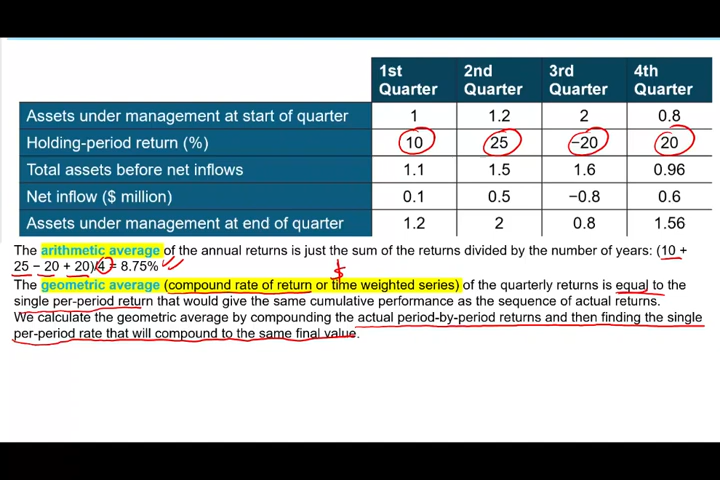 1st Quarter 2nd Quarter 3rd Quarter 4th Quarter
Assets under management at start of quarter 1 1.2 2 0.8
Holding-period return (%) 10 25 −20 20
Total assets before net inflows 1.1 1.5 1.6 0.96
Net inflow ($ million) 0.1 0.5 −0.8 0.6
Assets under management at end of quarter 1.2 2 0.8 1.56
The arithmetic average of the annual returns is just the sum of the returns divided by the number of years: (10 +
25 − 20 + 20)/4 = 8.75%
$
The geometric average (compound rate of return or time weighted series) of the quarterly returns is equal to the
single per-period return that would give the same cumulative performance as the sequence of actual returns.
We calculate the geometric average by compounding the actual period-by-period returns and then finding the single
per-period rate that will compound to the same final value.